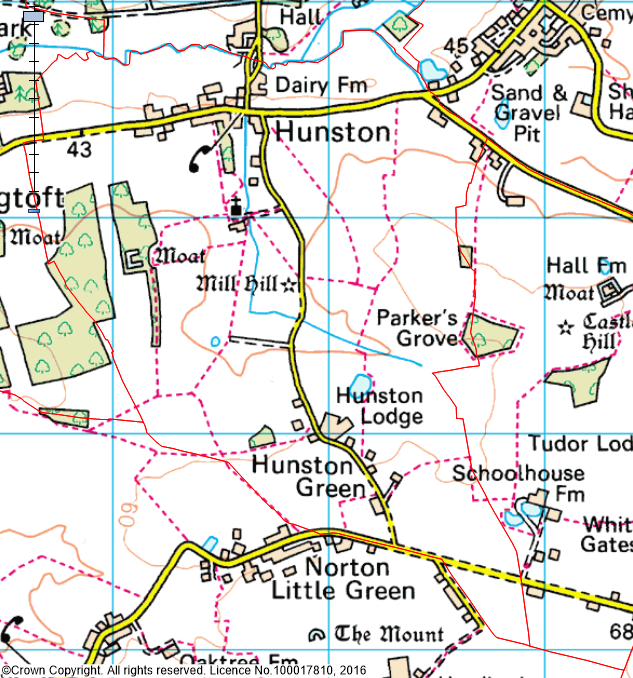 Hall
Cemy
ark
45
Dairy Fm
Sand &
Gravel
Pit
Sh
Ha
Hunston
43
gtoft
Moat
Moat
Mill Hill
Hall Fm
Moat
Parker's
Grove
Castle
Hill
Hunston
Lodge
Tudor Lod
Hunston
Green
Schoolhouse
Fm
60
Whit
Gates
Norton
Little Green
The Mount
68
Oaktree Fm
©Crown Copyright. All rights reserved. Licence No.100017810, 2016